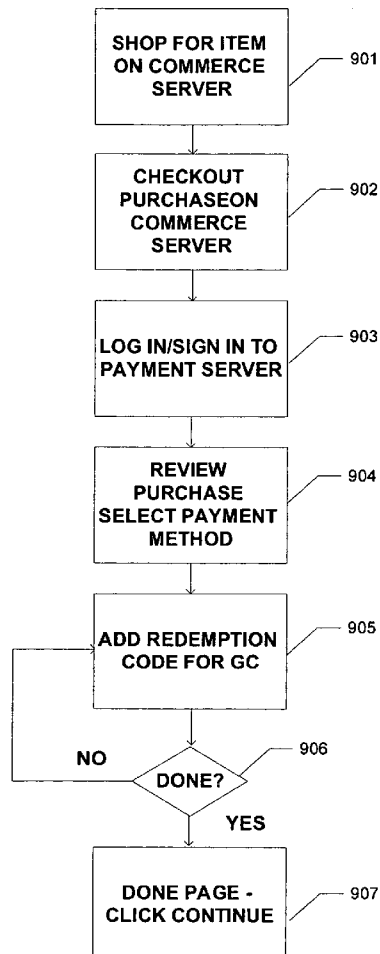 SHOP FOR ITEM
ON COMMERCE
SERVER
901
CHECKOUT
PURCHASEON
COMMERCE
SERVER
902
LOG IN/SIGN IN TO
PAYMENT SERVER
903
REVIEW
PURCHASE
SELECT PAYMENT
METHOD
904
ADD REDEMPTION
CODE FOR GC
905
DONE?
906
NO
YES
DONE PAGE -
CLICK CONTINUE
907